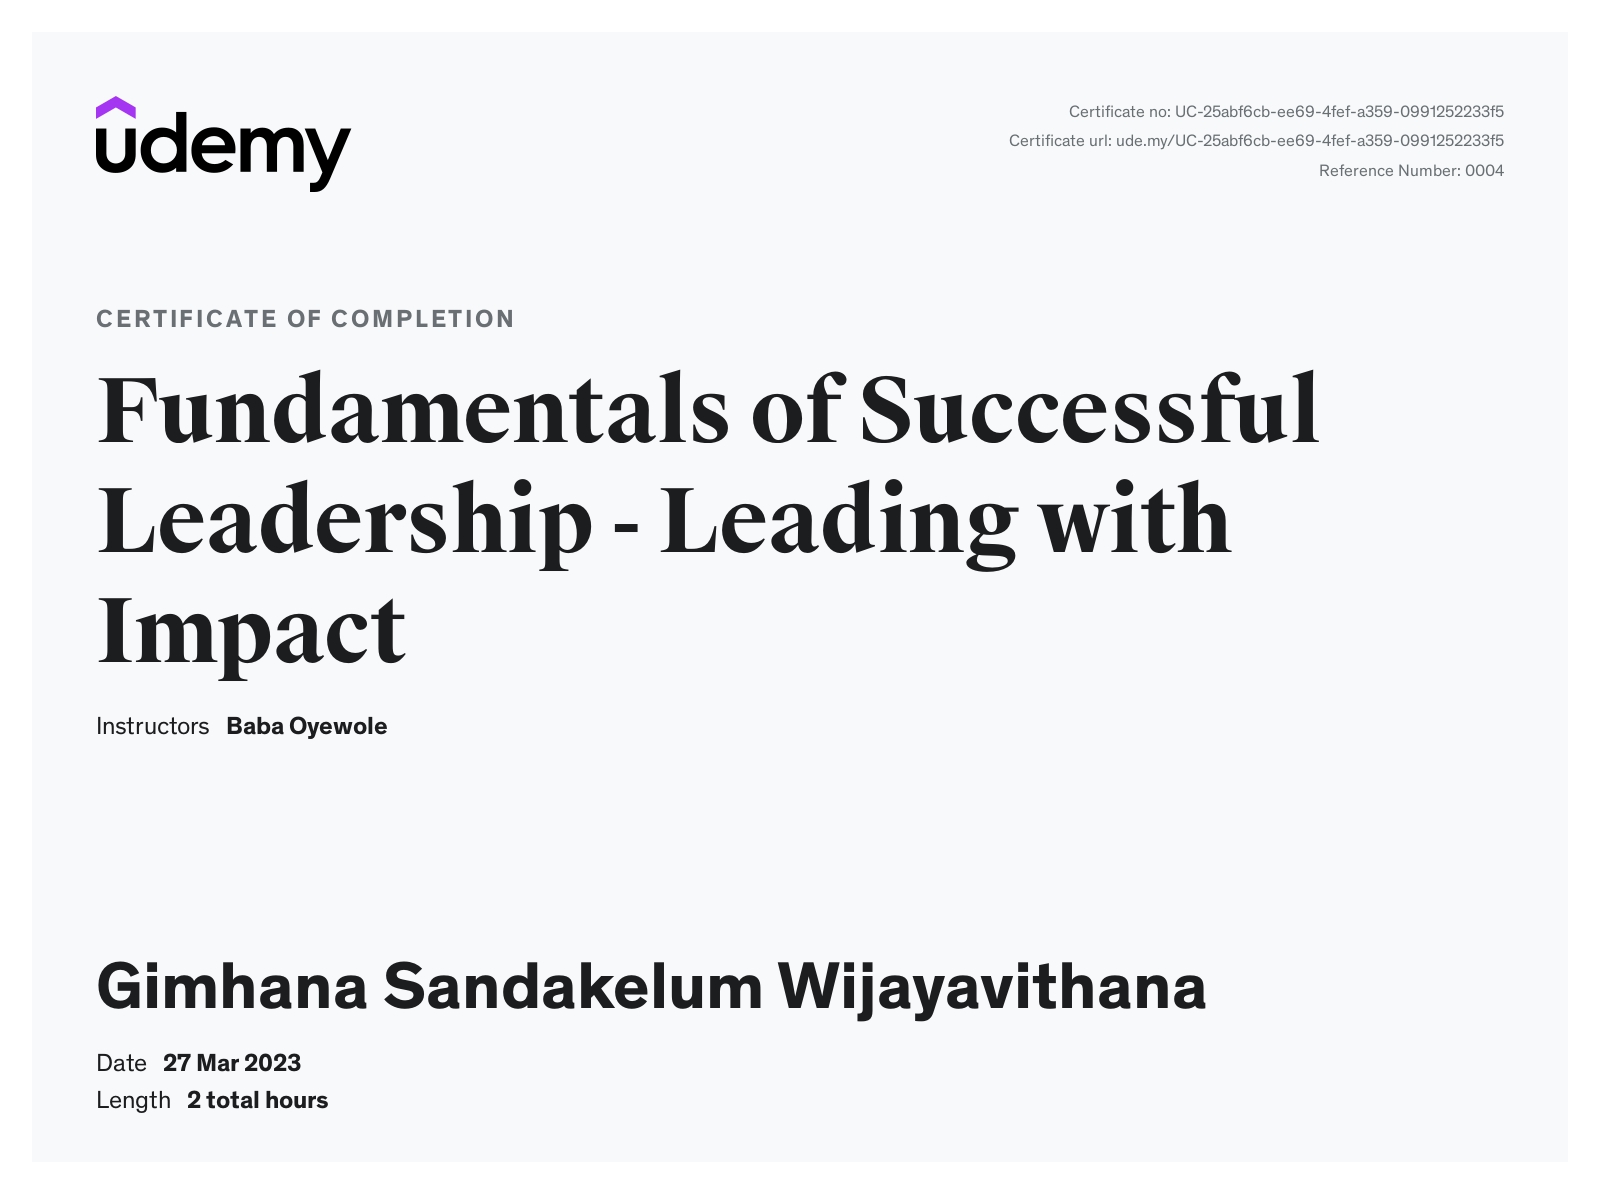 udemy
Certificate no: UC-25abf6cb-ee69-4fef-a359-0991252233f5
Certificate url: ude.my/UC-25abf6cb-ee69-4fef-a359-0991252233f5
Reference Number: 0004
CERTIFICATE OF COMPLETION
Fundamentals of Successful
Leadership - Leading with
Impact
Instructors Baba Oyewole
Gimhana Sandakelum Wijayavithana
Date 27 Mar 2023
Length 2 total hours